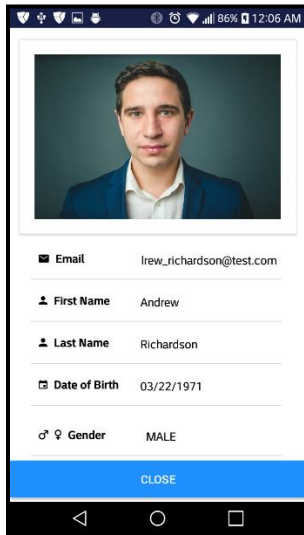 86% 12:06 AM
Email lrew_richardson@test.com
First Name Andrew
Last Name Richardson
Date of Birth 03/22/1971
Gender MALE
CLOSE